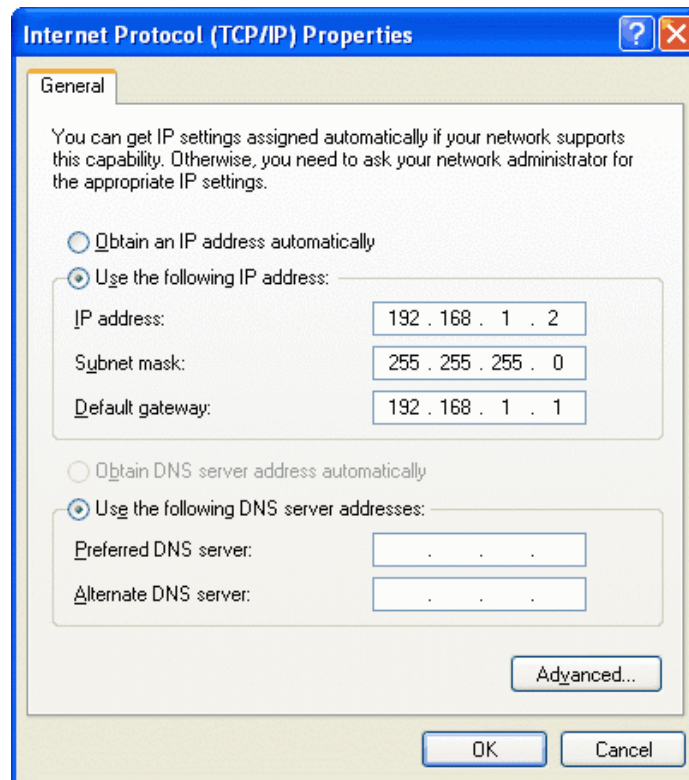 Internet Protocol (TCP/IP) Properties
General
You can get IP settings assigned automatically if your network supports
this capability. Otherwise, you need to ask your network administrator for
the appropriate IP settings.
Obtain an IP address automatically
Use the following IP address:
IP address: 192 . 168 . 1 . 2
Subnet mask: 255 . 255 . 255 . 0
Default gateway: 192 . 168 . 1 . 1
Obtain DNS server address automatically
Use the following DNS server addresses:
Preferred DNS server: . . .
Alternate DNS server: . . .
Advanced...
OK Cancel